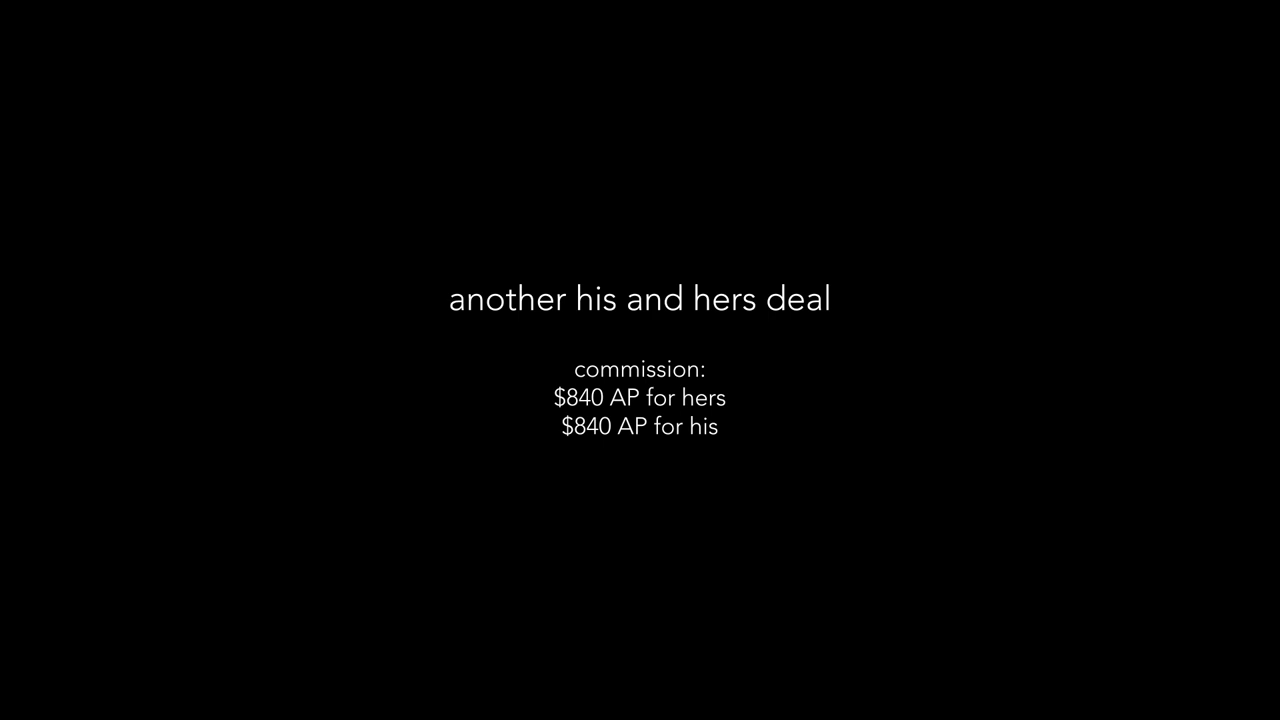 another his and hers deal
commission:
$840 AP for hers
$840 AP for his